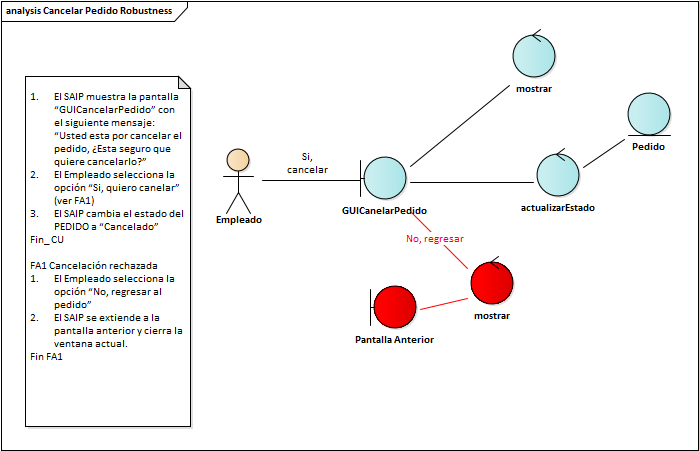 analysis Cancelar Pedido Robustness
1. El SAIP muestra la pantalla
“GUICancelarPedido” con
el siguiente mensaje:
“Usted esta por cancelar el
pedido, ¿Esta seguro que
quiere cancelarlo?”
2. El Empleado selecciona la
opción “Si, quiero canelar”
(ver FA1)
3. El SAIP cambia el estado del
PEDIDO a “Cancelado”
Fin_CU
FA1 Cancelación rechazada
1. El Empleado selecciona la
opción “No, regresar al
pedido”
2. El SAIP se extiende a la
pantalla anterior y cierra la
ventana actual.
Fin FA1
Empleado
Si,
cancelar
GUICanelarPedido
mostrar
actualizarEstado
Pedido
No, regresar
mostrar
Pantalla Anterior